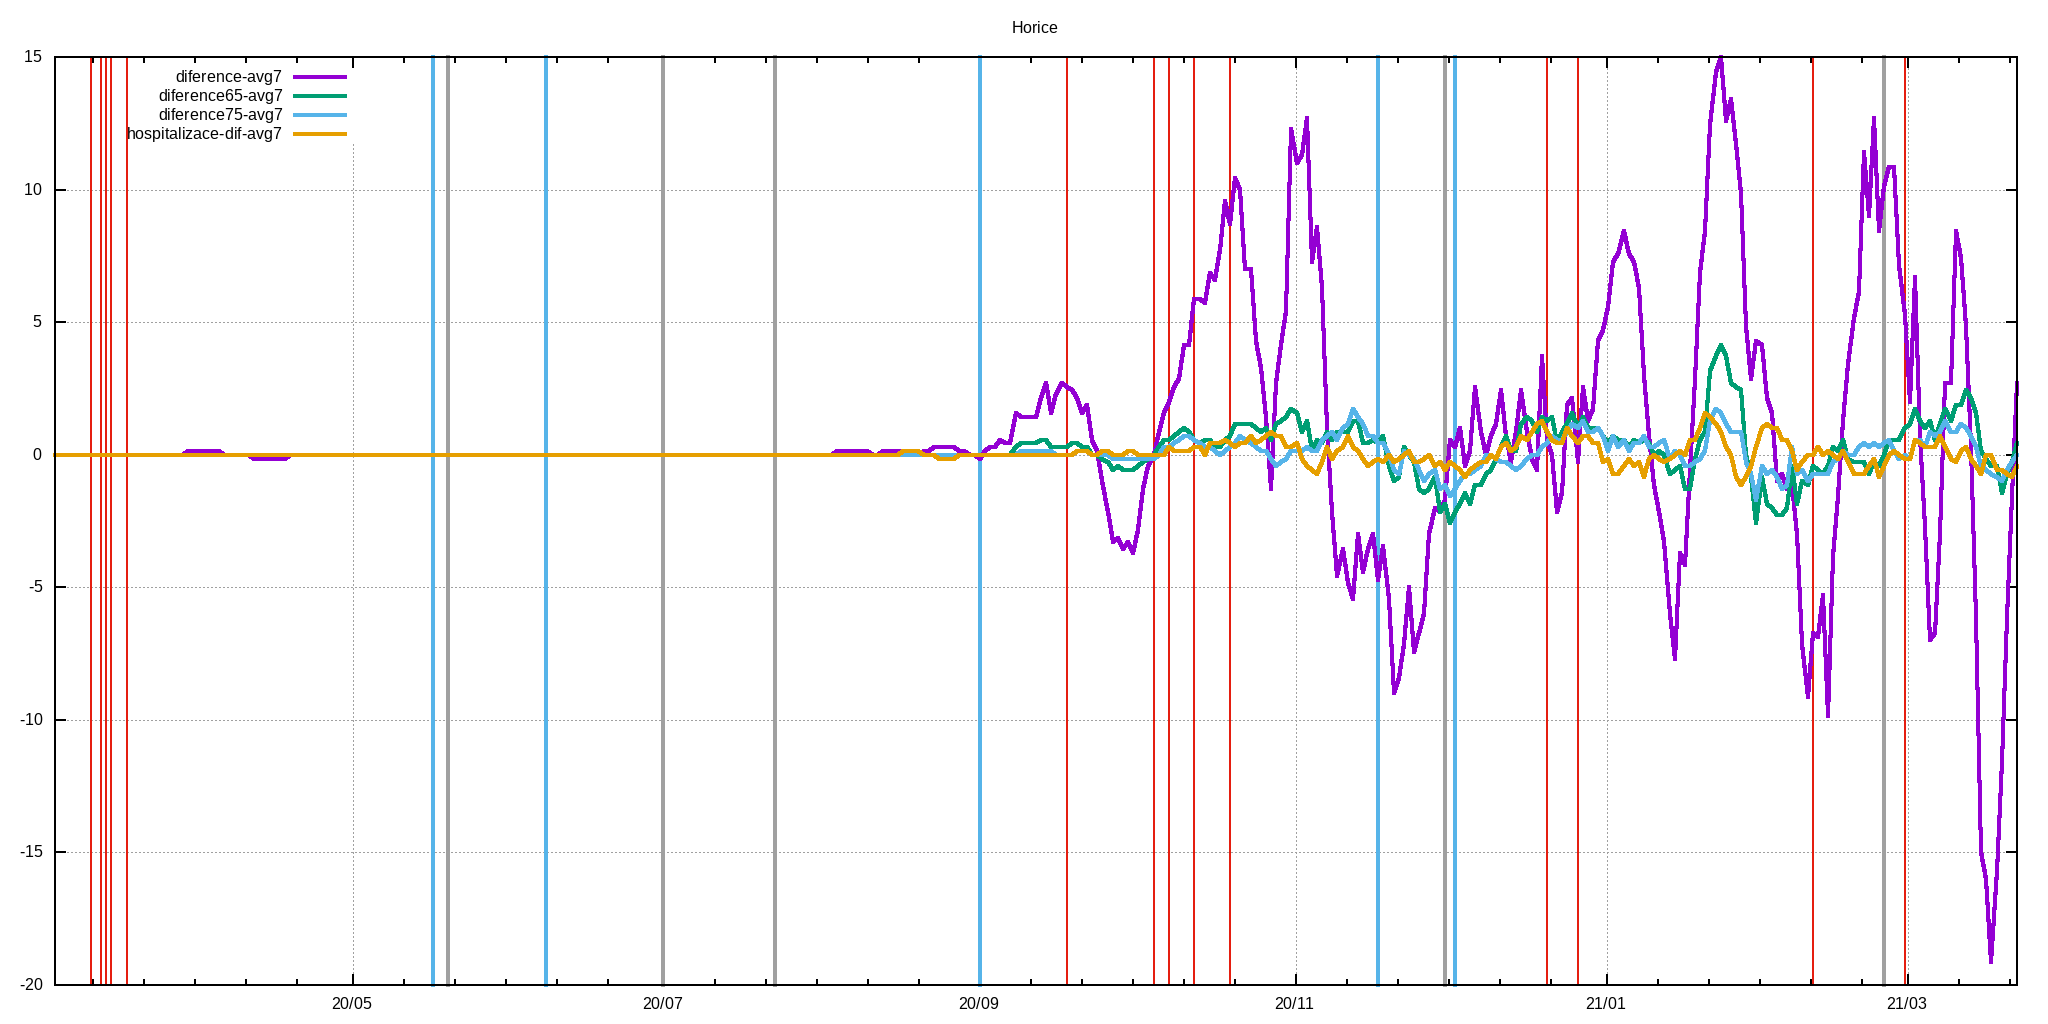 Horice
15
diference-avg7
diference65-avg7
diference75-avg7
hospitalizace-dif-avg7
10
5
0
-5
-10
-15
-20
20/05 20/07 20/09 20/11 21/01 21/03